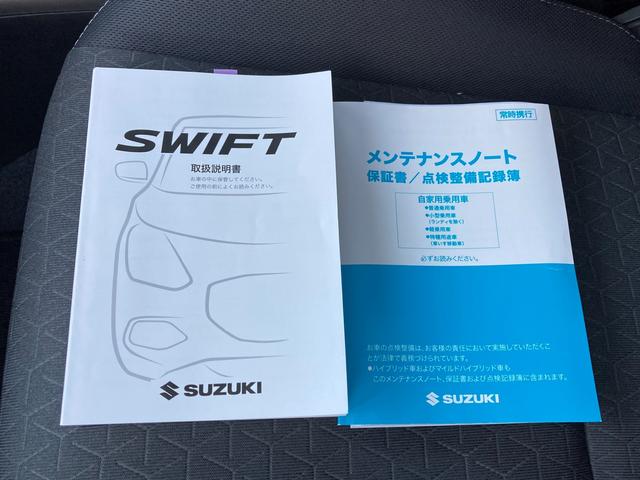 SWIFT
取扱説明書
お車の中に保管してください。
ご使用の前によくお読みください。
SUZUKI
常時携行
メンテナンスノート
保証書／点検整備記録簿
自家用乗用車
●普通乗用車
●小型乗用車
（ランディを除く）
●軽乗用車
●特種用途車
（車いす移動車）
必ずお読みください。
お車の点検整備は、お客様の責任において実施していただくこ
とが法律で義務づけられています。
●ハイブリッド車およびマイルドハイブリッド車も
このメンテナンスノート、保証書および点検記録簿に含まれます。
SUZUKI